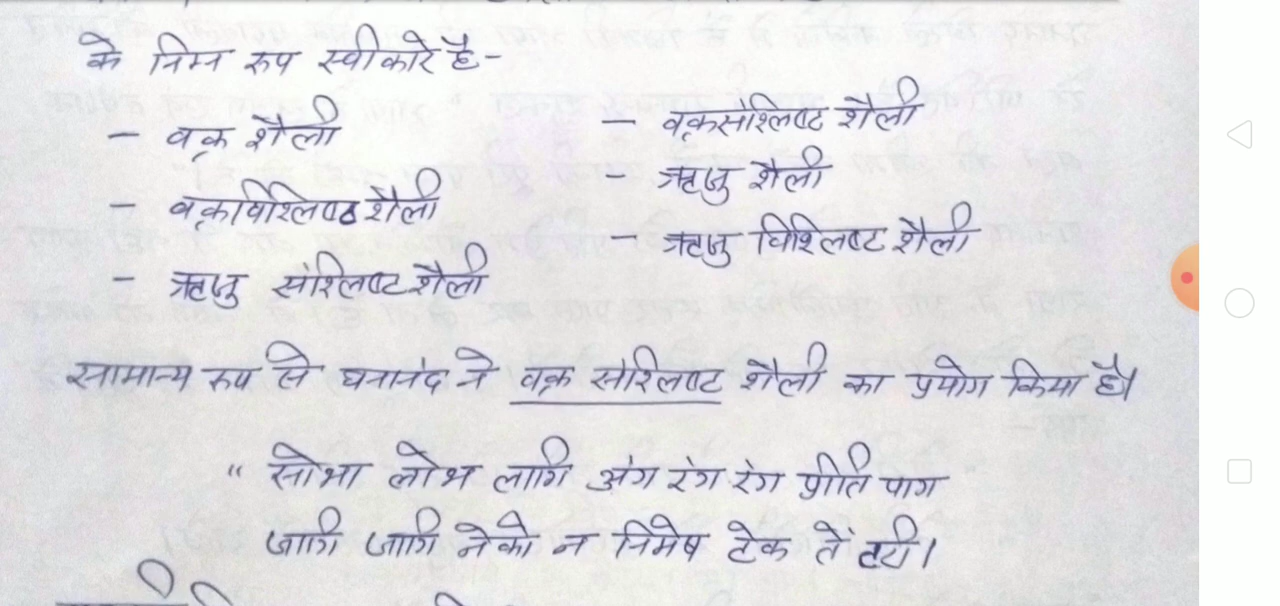 के निम्न रूप स्वीकारे है-
- वक्र शैली
- वक्रविश्लिष्ठ शैली
- ऋजु संश्लिष्ट शैली
- वक्रसंश्लिष्ट शैली
- ऋजु शैली
- ऋजु विश्लिष्ट शैली
सामान्य रूप से घनानंद ने वक्र संश्लिष्ट शैली का प्रयोग किया है।
" सोभा लोभ लागि अंग रंग रंग प्रीति पाग
जागि जागि नेको न निमेष टेक तें टरी।